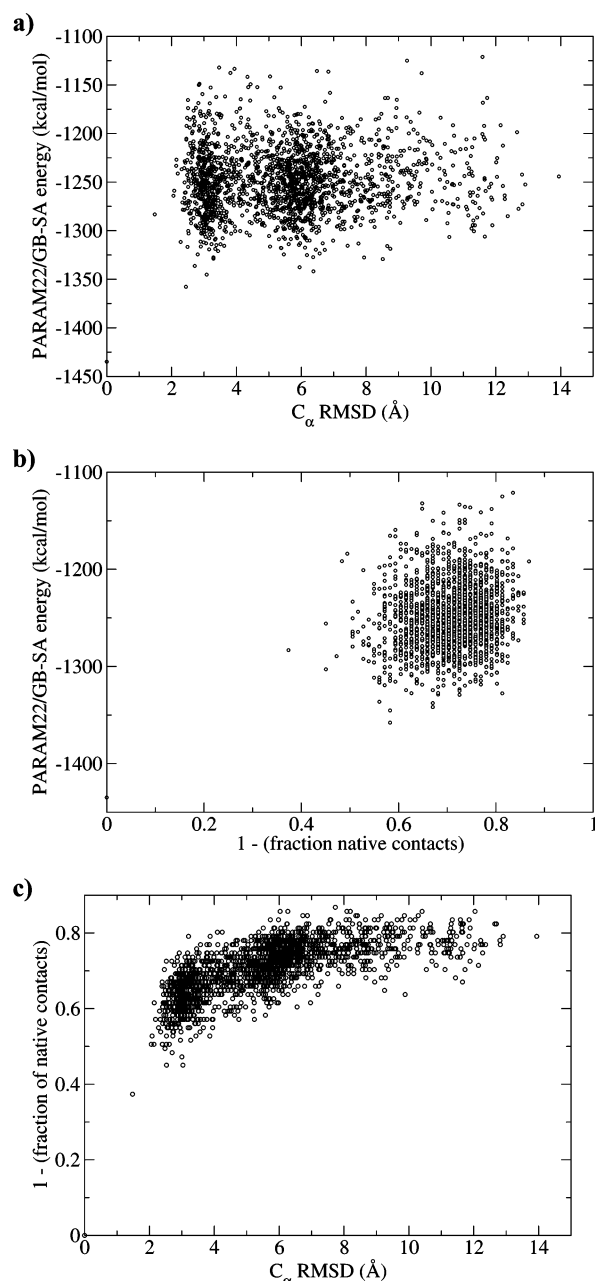 a)
-1100
-1150
-1200
-1250
-1300
-1350
-1400
-1450
PARAM22/GB-SA energy (kcal/mol)
0 2 4 6 8 10 12 14
Cα RMSD (Å)
b)
-1100
-1200
-1300
-1400
PARAM22/GB-SA energy (kcal/mol)
0 0.2 0.4 0.6 0.8 1
1 - (fraction native contacts)
c)
0.8
0.6
0.4
0.2
0
1 - (fraction of native contacts)
0 2 4 6 8 10 12 14
Cα RMSD (Å)